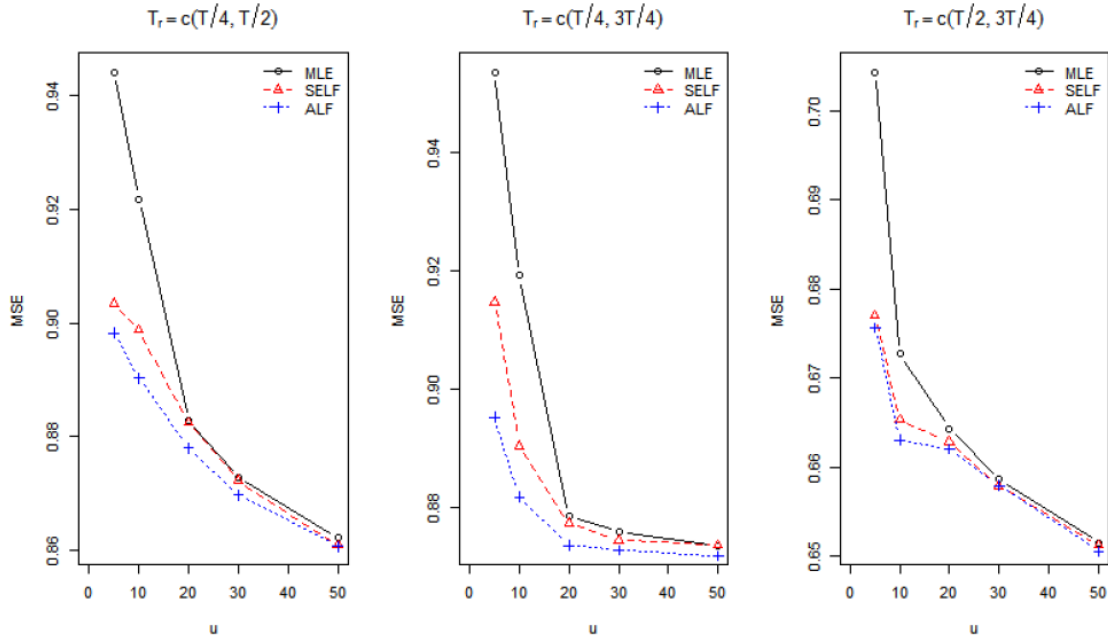 T_r = c(T/4, T/2)
MSE
0.94
0.92
0.90
0.88
0.86
MLE
SELF
ALF
0 10 20 30 40 50
u
T_r = c(T/4, 3T/4)
MSE
0.94
0.92
0.90
0.88
MLE
SELF
ALF
0 10 20 30 40 50
u
T_r = c(T/2, 3T/4)
MSE
0.70
0.69
0.68
0.67
0.66
0.65
MLE
SELF
ALF
0 10 20 30 40 50
u